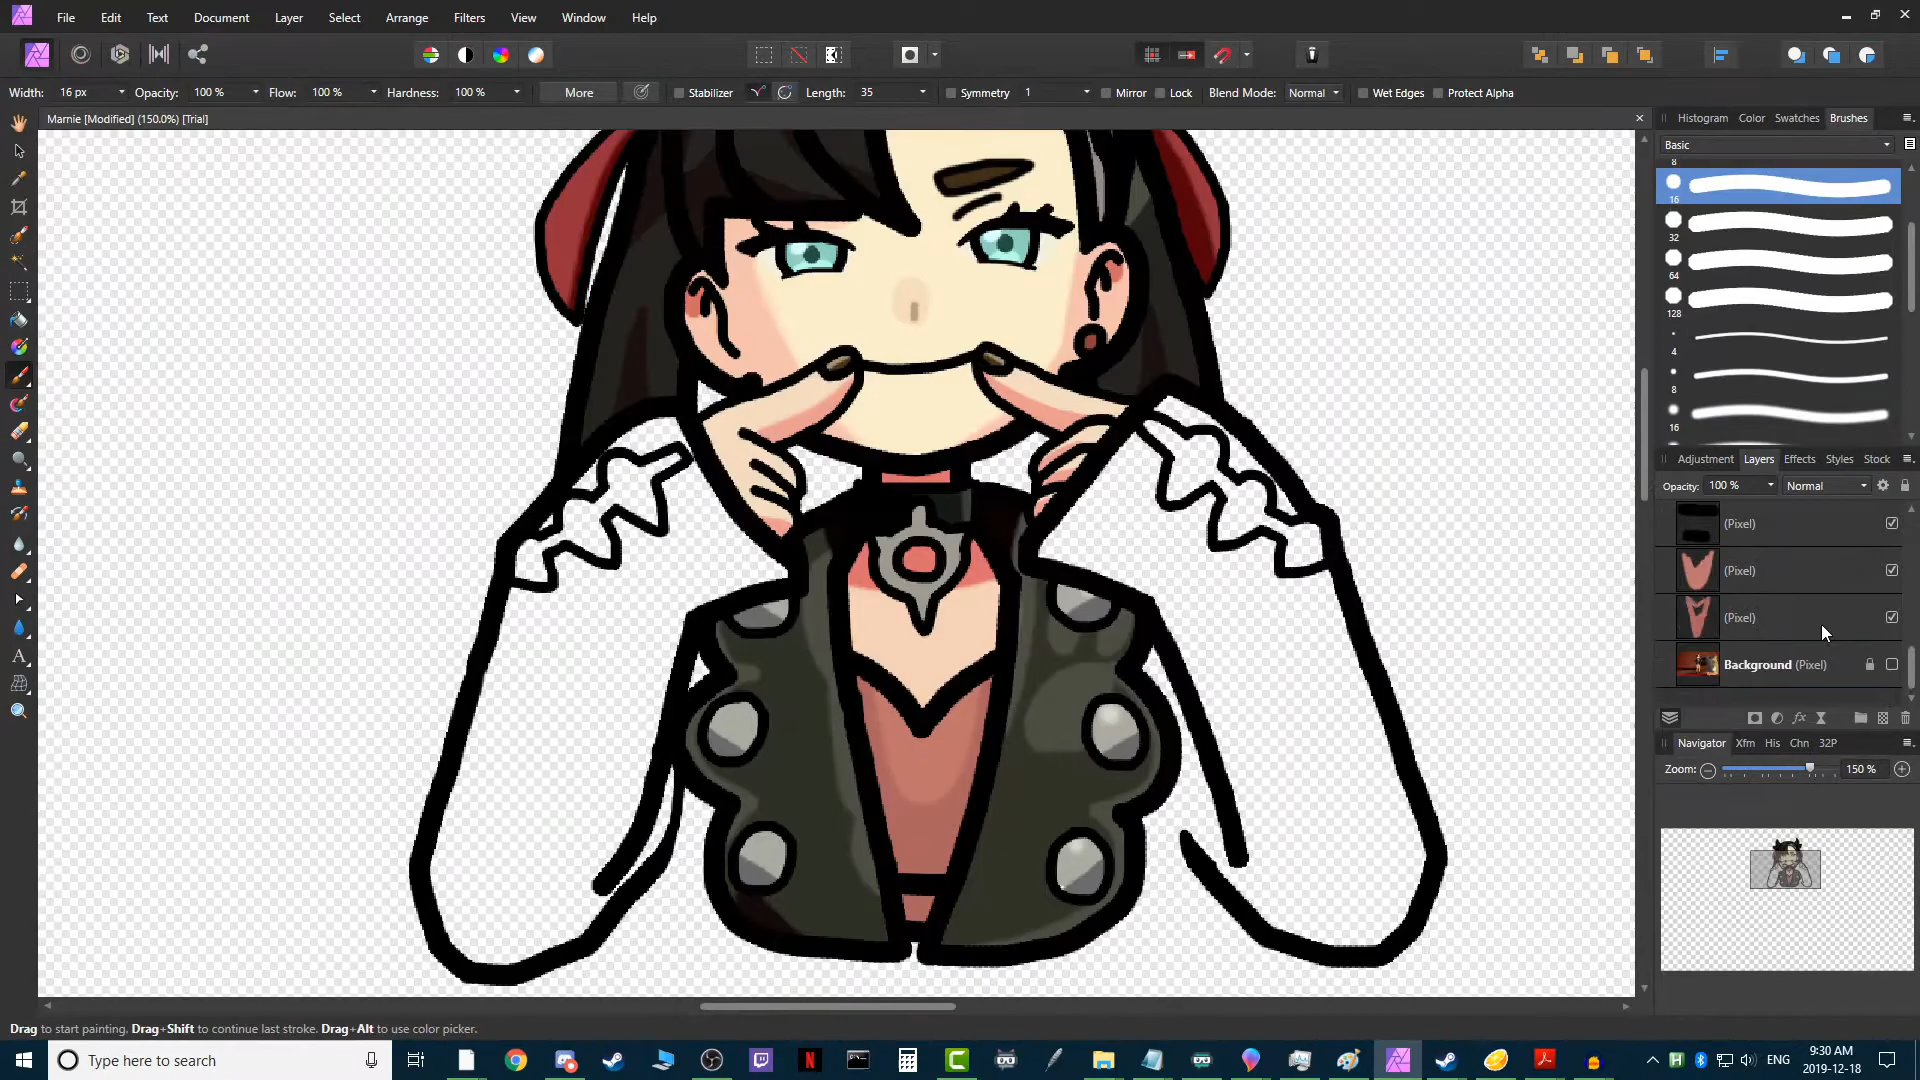 File Edit Text Document Layer Select Arrange Filters View Window Help
Width: 16 px Opacity: 100 % Flow: 100 % Hardness: 100 % More Stabilizer Length: 35 Symmetry 1 Mirror Lock Blend Mode: Normal Wet Edges Protect Alpha
Marnie [Modified] (150.0%) [Trial]
Histogram Color Swatches Brushes
Basic
8
16
32
64
128
4
8
16
Adjustment Layers Effects Styles Stock
Opacity: 100 % Normal
(Pixel)
(Pixel)
(Pixel)
Background (Pixel)
Navigator Xfm His Chn 32P
Zoom: 150 %
Drag to start painting. Drag+Shift to continue last stroke. Drag+Alt to use color picker.
Type here to search
ENG
9:30 AM
2019-12-18